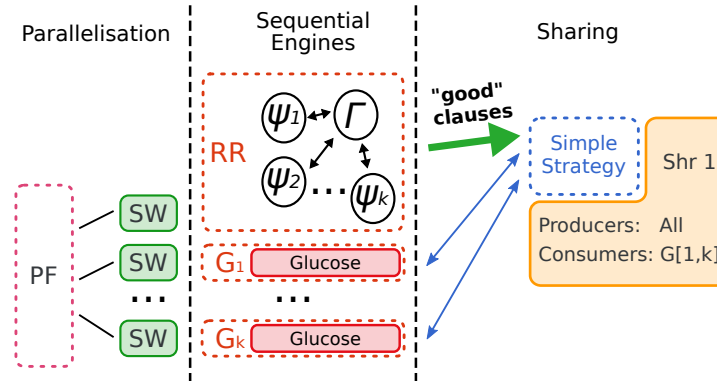 Parallelisation
Sequential
Engines
Sharing
"good"
clauses
RR
ψ1
Γ
ψ2
...
ψk
Simple
Strategy
Shr 1
Producers: All
Consumers: G[1,k]
PF
SW
SW
...
SW
G1
Glucose
...
Gk
Glucose